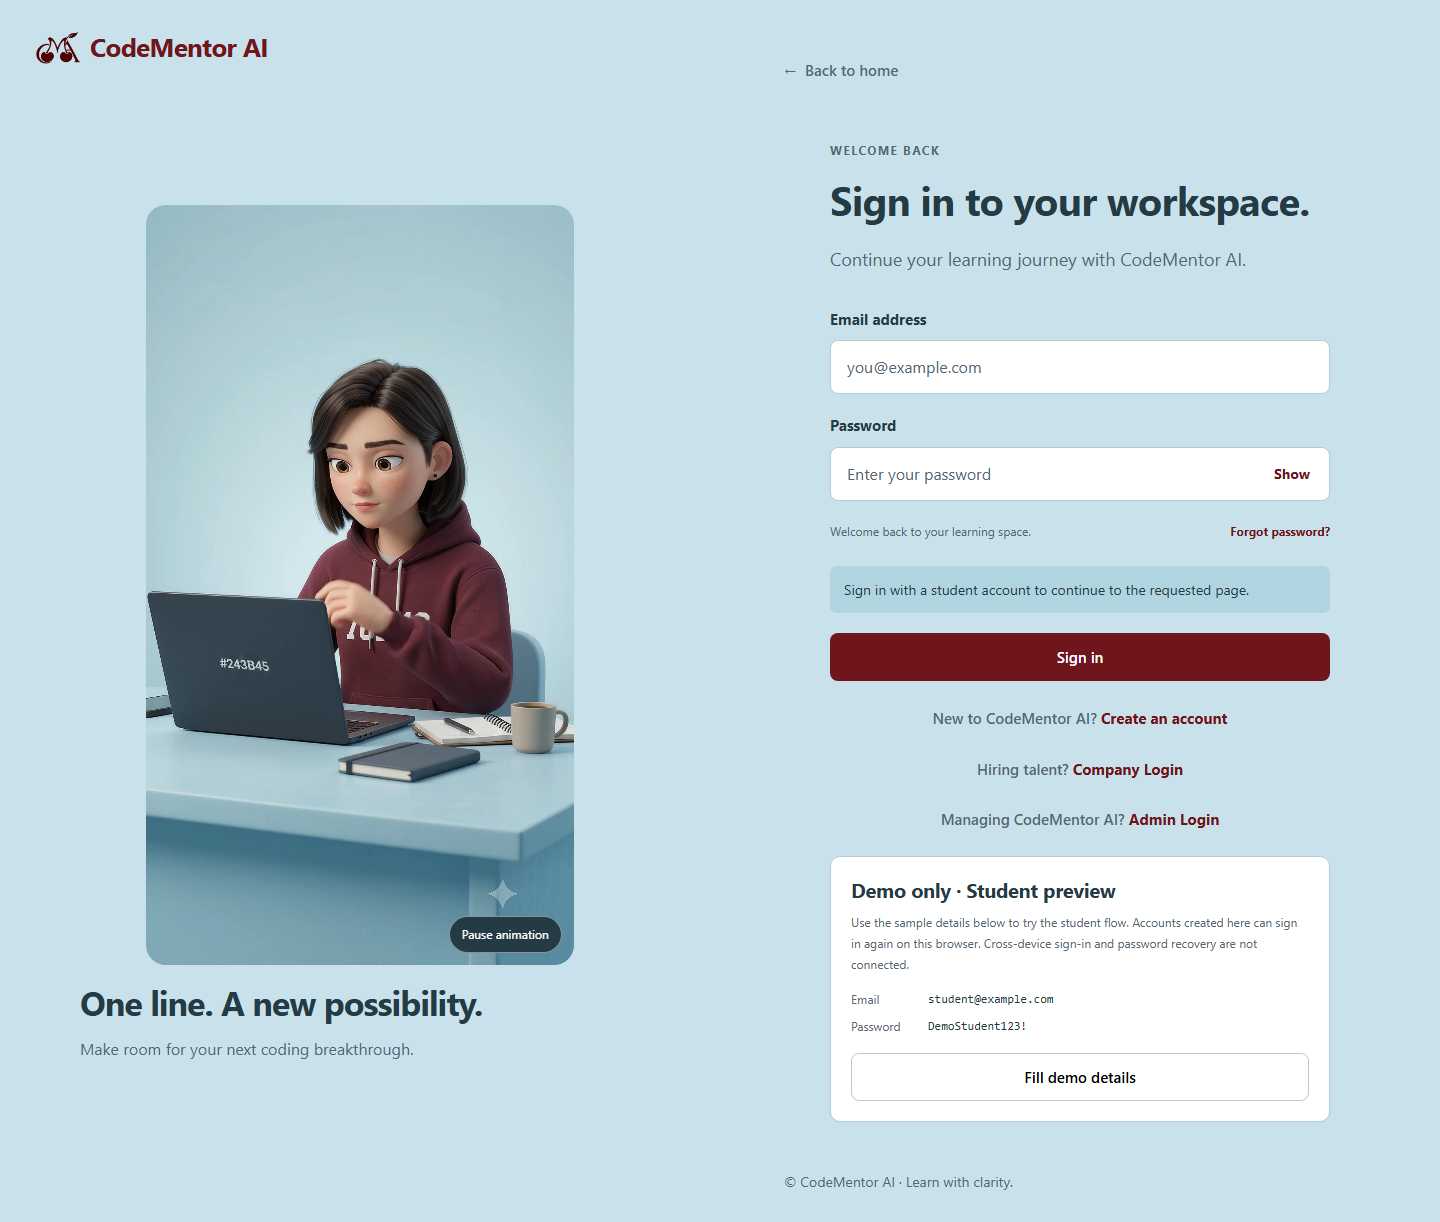 CodeMentor AI
← Back to home
WELCOME BACK
Sign in to your workspace.
Continue your learning journey with CodeMentor AI.
Email address
you@example.com
Password
Enter your password
Show
Welcome back to your learning space.
Forgot password?
Sign in with a student account to continue to the requested page.
Sign in
New to CodeMentor AI? Create an account
Hiring talent? Company Login
Managing CodeMentor AI? Admin Login
Demo only · Student preview
Use the sample details below to try the student flow. Accounts created here can sign
in again on this browser. Cross-device sign-in and password recovery are not
connected.
Email student@example.com
Password DemoStudent123!
Fill demo details
#243B45
Pause animation
One line. A new possibility.
Make room for your next coding breakthrough.
© CodeMentor AI · Learn with clarity.